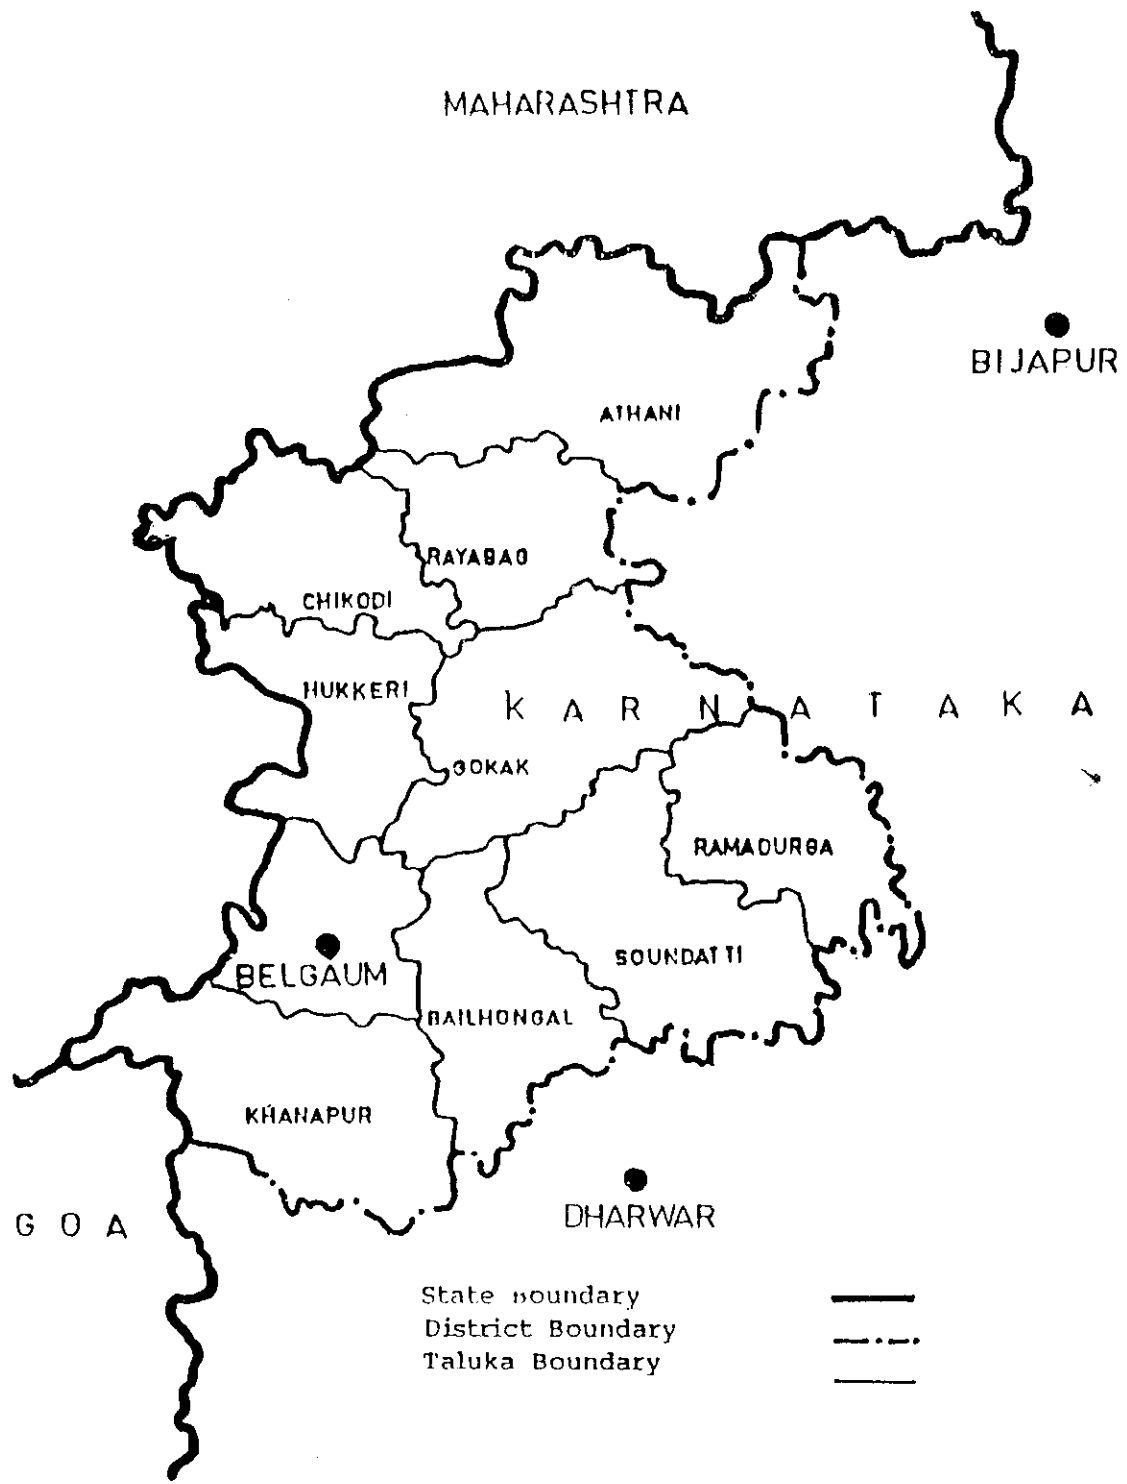 MAHARASHTRA
BIJAPUR
ATHANI
RAYABAG
CHIKODI
HUKKERI
K A R N A T A K A
GOKAK
RAMADURGA
SOUNDATTI
BELGAUM
BAILHONGAL
KHANAPUR
DHARWAR
G O A
State Boundary
District Boundary
Taluka Boundary